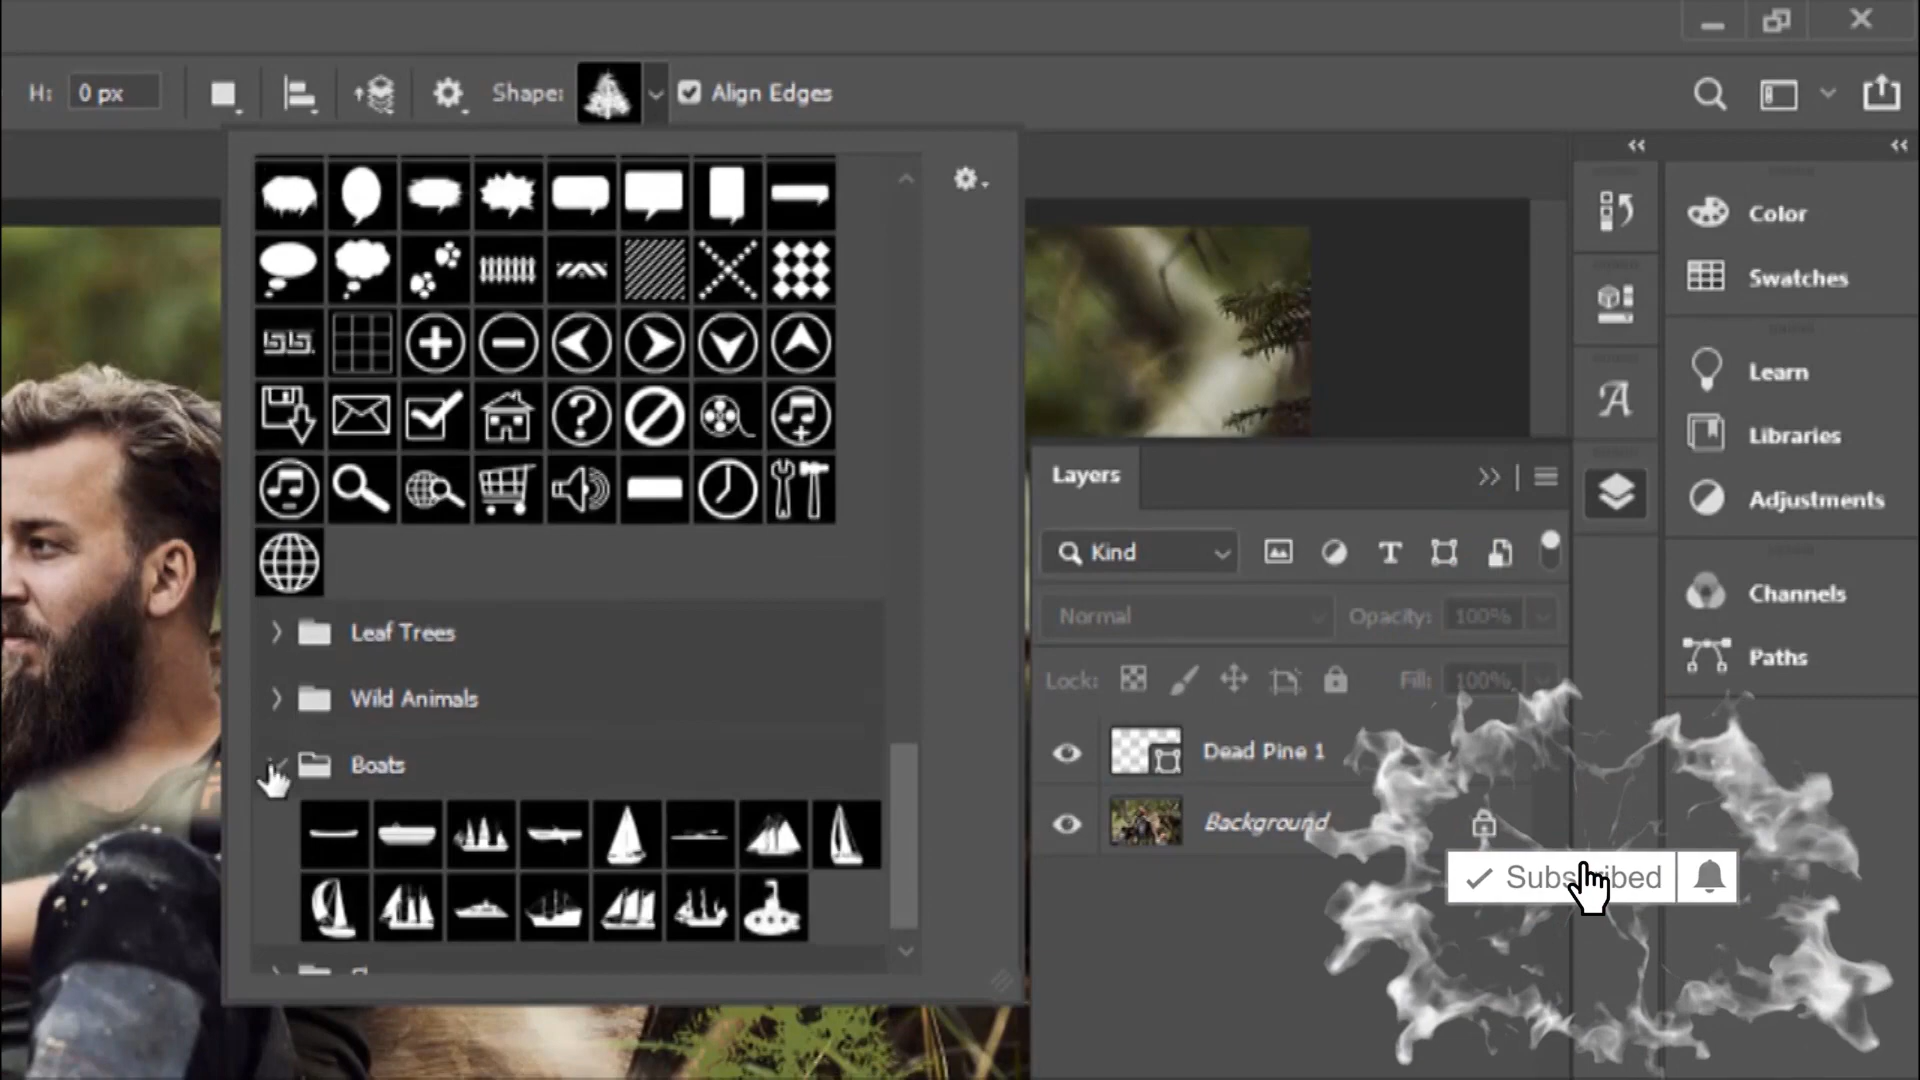 H: 0 px
Shape:
Align Edges
Leaf Trees
Wild Animals
Boats
Layers
Kind
Normal
Opacity: 100%
Lock:
Fill: 100%
Dead Pine 1
Background
Color
Swatches
Learn
Libraries
Adjustments
Channels
Paths
Subscribed